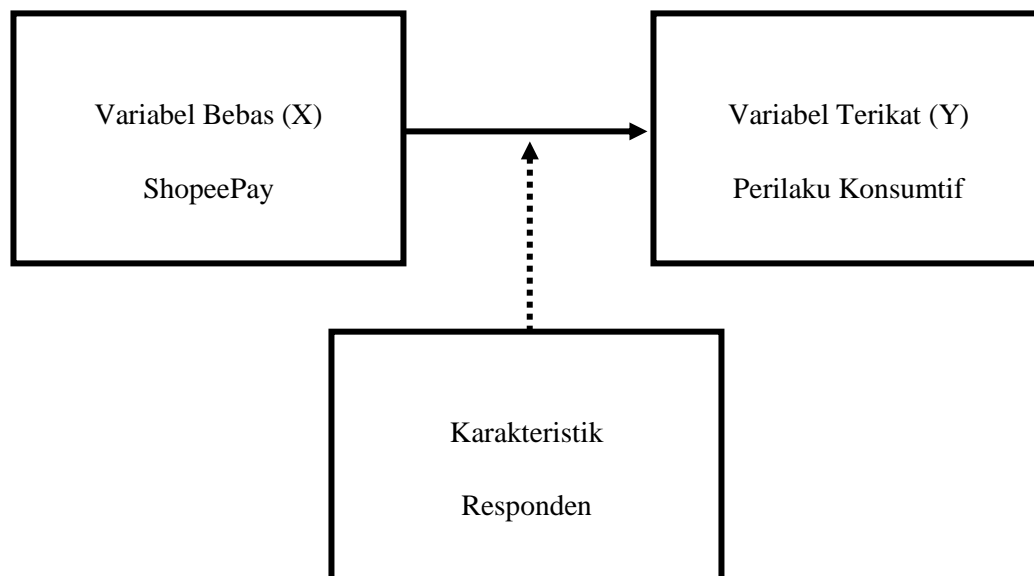 Variabel Bebas (X)
ShopeePay
Variabel Terikat (Y)
Perilaku Konsumtif
Karakteristik
Responden